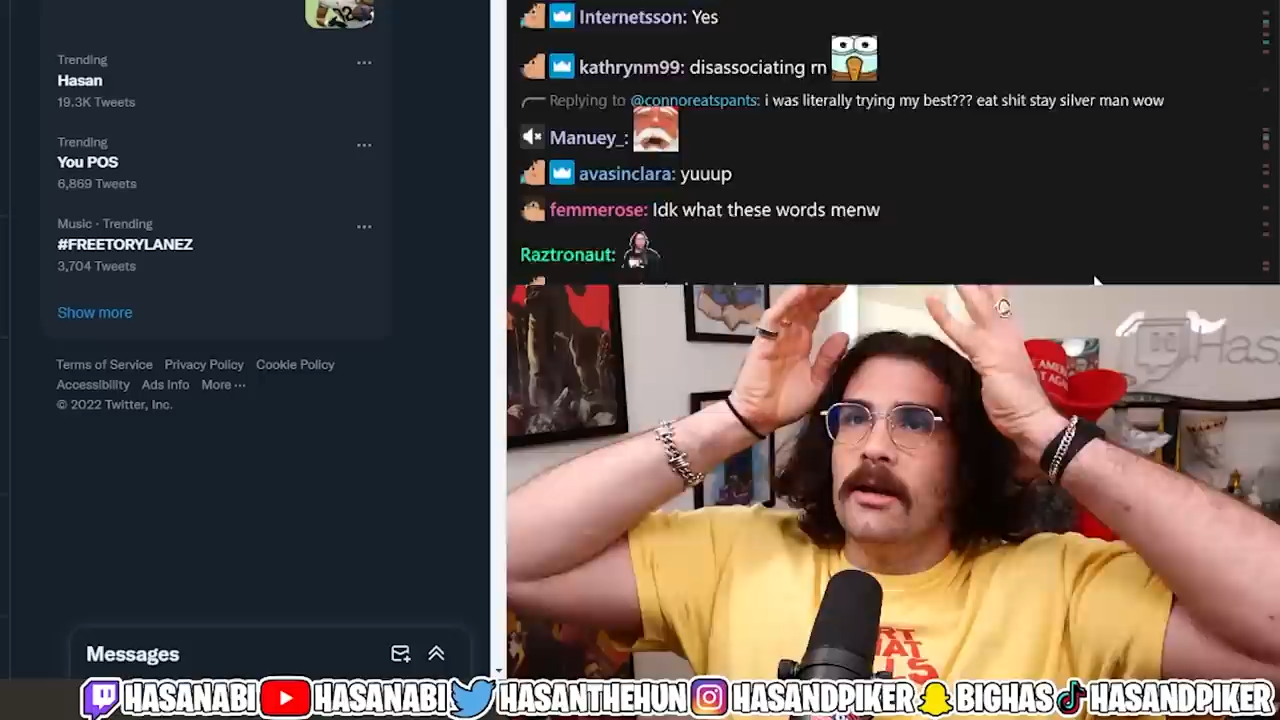 Trending
Hasan
19.3K Tweets
Trending
You POS
6,869 Tweets
Music · Trending
#FREETORYLANEZ
3,704 Tweets
Show more
Terms of Service Privacy Policy Cookie Policy
Accessibility Ads Info More ···
© 2022 Twitter, Inc.
Messages
Internetsson: Yes
kathrynm99: disassociating rn
Replying to @connoreatspants: i was literally trying my best??? eat shit stay silver man wow
Manuey_:
avasinclara: yuuup
femmerose: Idk what these words menw
Raztronaut:
Has
HASANABI HASANABI HASANTHEHUN HASANDPIKER BIGHAS HASANDPIKER